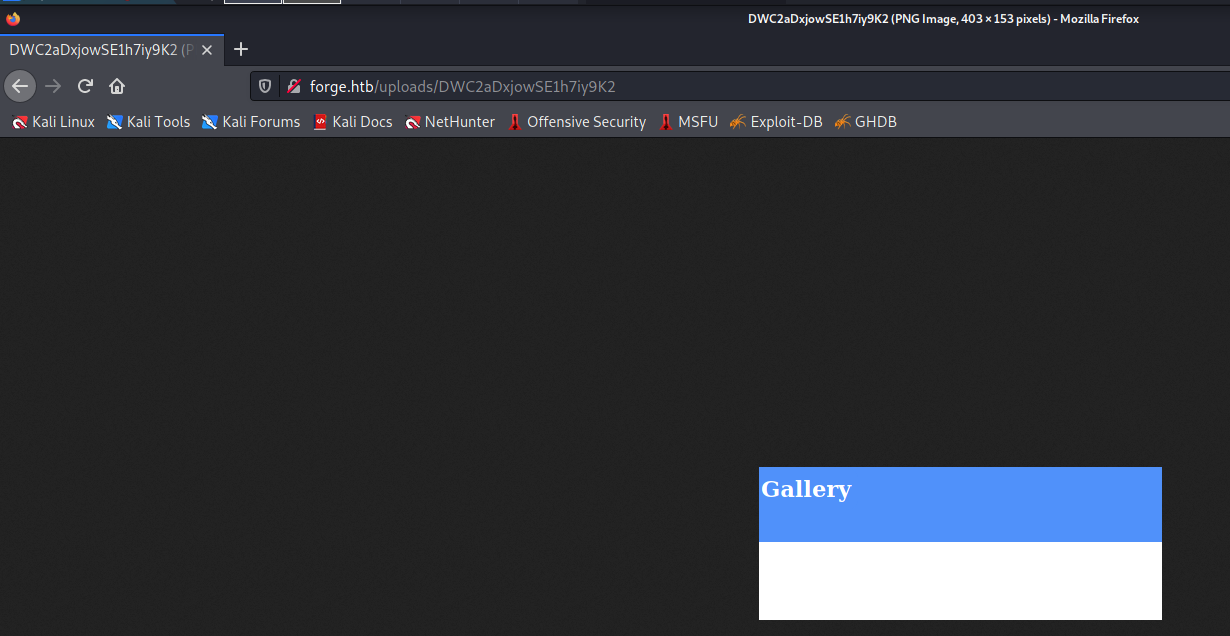 DWC2aDxjowSE1h7iy9K2 (PNG Image, 403 × 153 pixels) - Mozilla Firefox
DWC2aDxjowSE1h7iy9K2 (P
forge.htb/uploads/DWC2aDxjowSE1h7iy9K2
Kali Linux Kali Tools Kali Forums Kali Docs NetHunter Offensive Security MSFU Exploit-DB GHDB
Gallery